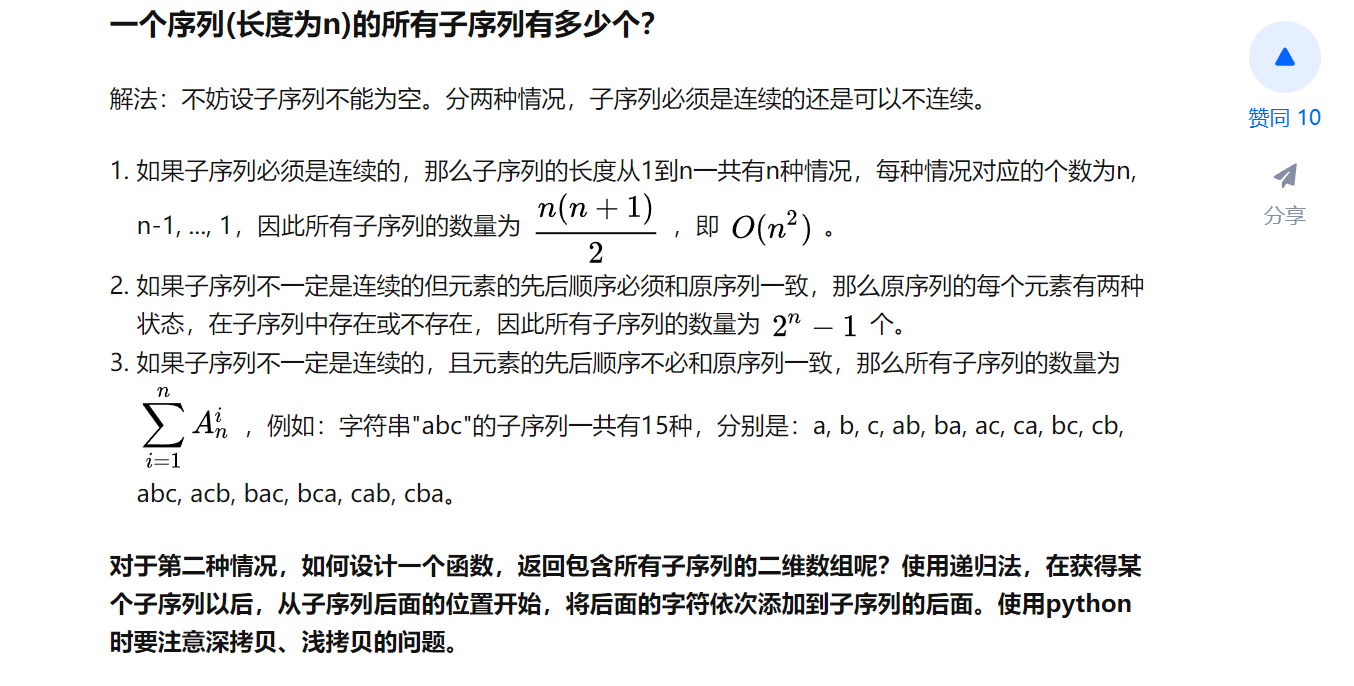 一个序列(长度为n)的所有子序列有多少个？
解法：不妨设子序列不能为空。分两种情况，子序列必须是连续的还是可以不连续。
赞同 10
1. 如果子序列必须是连续的，那么子序列的长度从1到n一共有n种情况，每种情况对应的个数为n,
n-1, ..., 1，因此所有子序列的数量为 n(n + 1)/2 ，即 O(n²) 。
分享
2. 如果子序列不一定是连续的但元素的先后顺序必须和原序列一致，那么原序列的每个元素有两种
状态，在子序列中存在或不存在，因此所有子序列的数量为 2ⁿ − 1 个。
3. 如果子序列不一定是连续的，且元素的先后顺序不必和原序列一致，那么所有子序列的数量为
\sum_{i=1}^{n} A_n^i ，例如：字符串"abc"的子序列一共有15种，分别是：a, b, c, ab, ba, ac, ca, bc, cb,
abc, acb, bac, bca, cab, cba。
对于第二种情况，如何设计一个函数，返回包含所有子序列的二维数组呢？使用递归法，在获得某
个子序列以后，从子序列后面的位置开始，将后面的字符依次添加到子序列的后面。使用python
时要注意深拷贝、浅拷贝的问题。